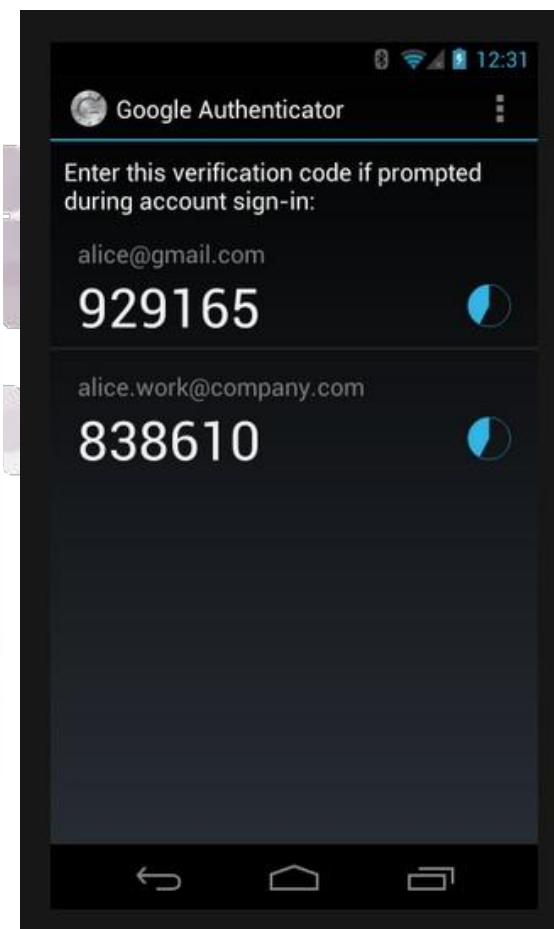 12:31
Google Authenticator
Enter this verification code if prompted
during account sign-in:
alice@gmail.com
929165
alice.work@company.com
838610